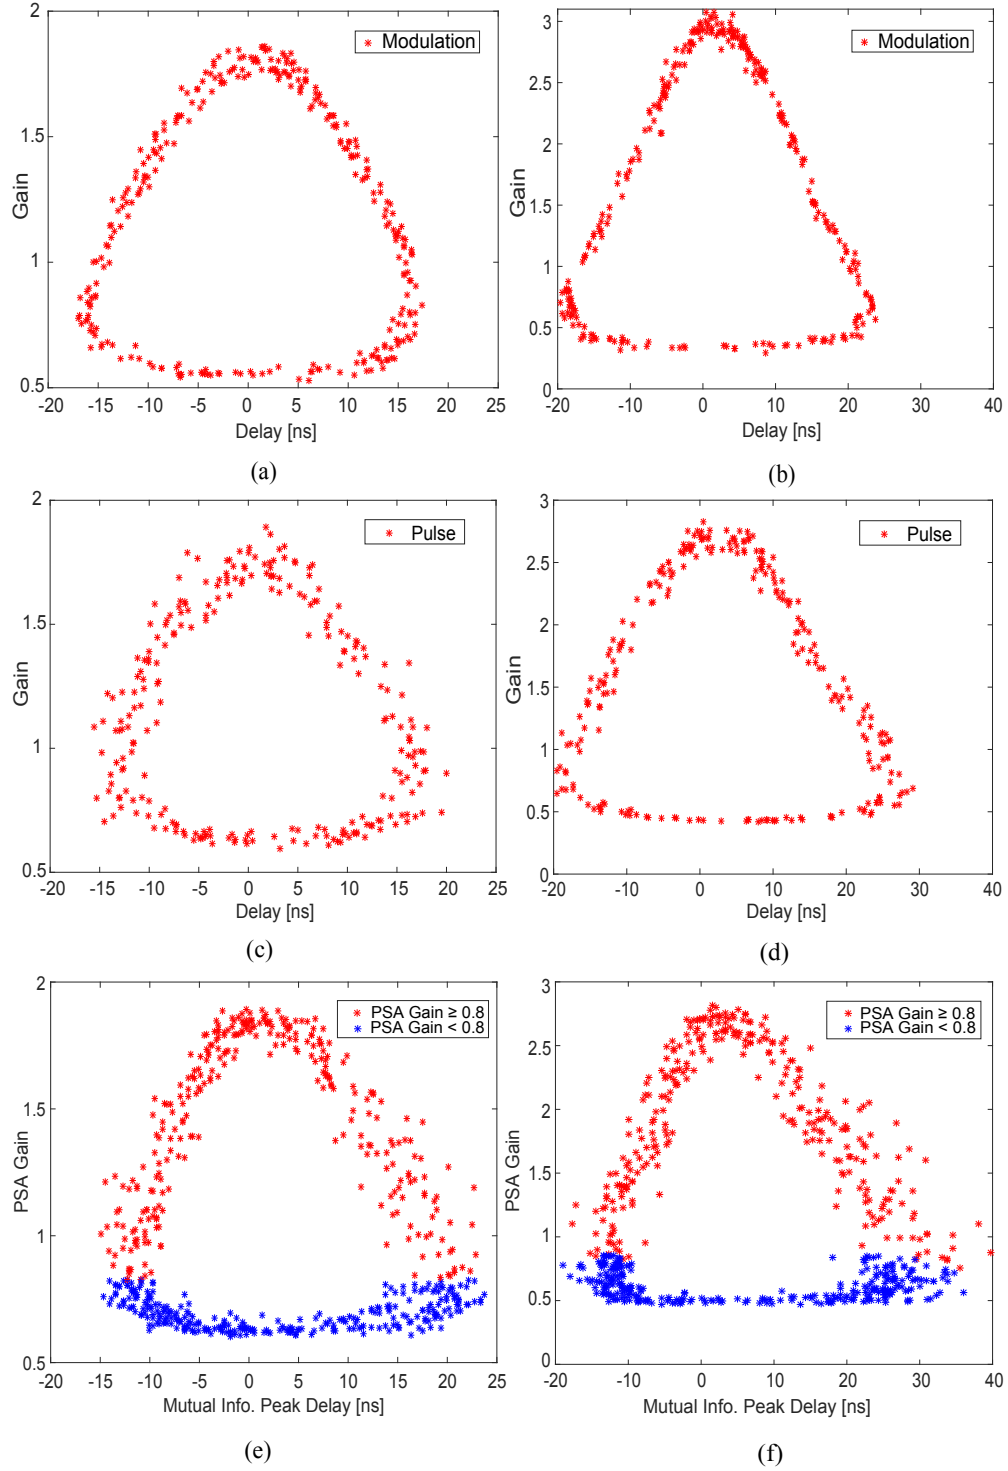 2
Modulation
1.5
Gain
1
0.5
-20 -15 -10 -5 0 5 10 15 20 25
Delay [ns]
(a)
3
Modulation
2.5
2
Gain
1.5
1
0.5
0
-20 -10 0 10 20 30 40
Delay [ns]
(b)
2
Pulse
1.5
Gain
1
0.5
-20 -15 -10 -5 0 5 10 15 20 25
Delay [ns]
(c)
3
Pulse
2.5
2
Gain
1.5
1
0.5
0
-20 -10 0 10 20 30 40
Delay [ns]
(d)
2
PSA Gain ≥ 0.8
PSA Gain < 0.8
1.5
PSA Gain
1
0.5
-20 -15 -10 -5 0 5 10 15 20 25
Mutual Info. Peak Delay [ns]
(e)
3
PSA Gain ≥ 0.8
PSA Gain < 0.8
2.5
2
PSA Gain
1.5
1
0.5
0
-20 -10 0 10 20 30 40
Mutual Info. Peak Delay [ns]
(f)